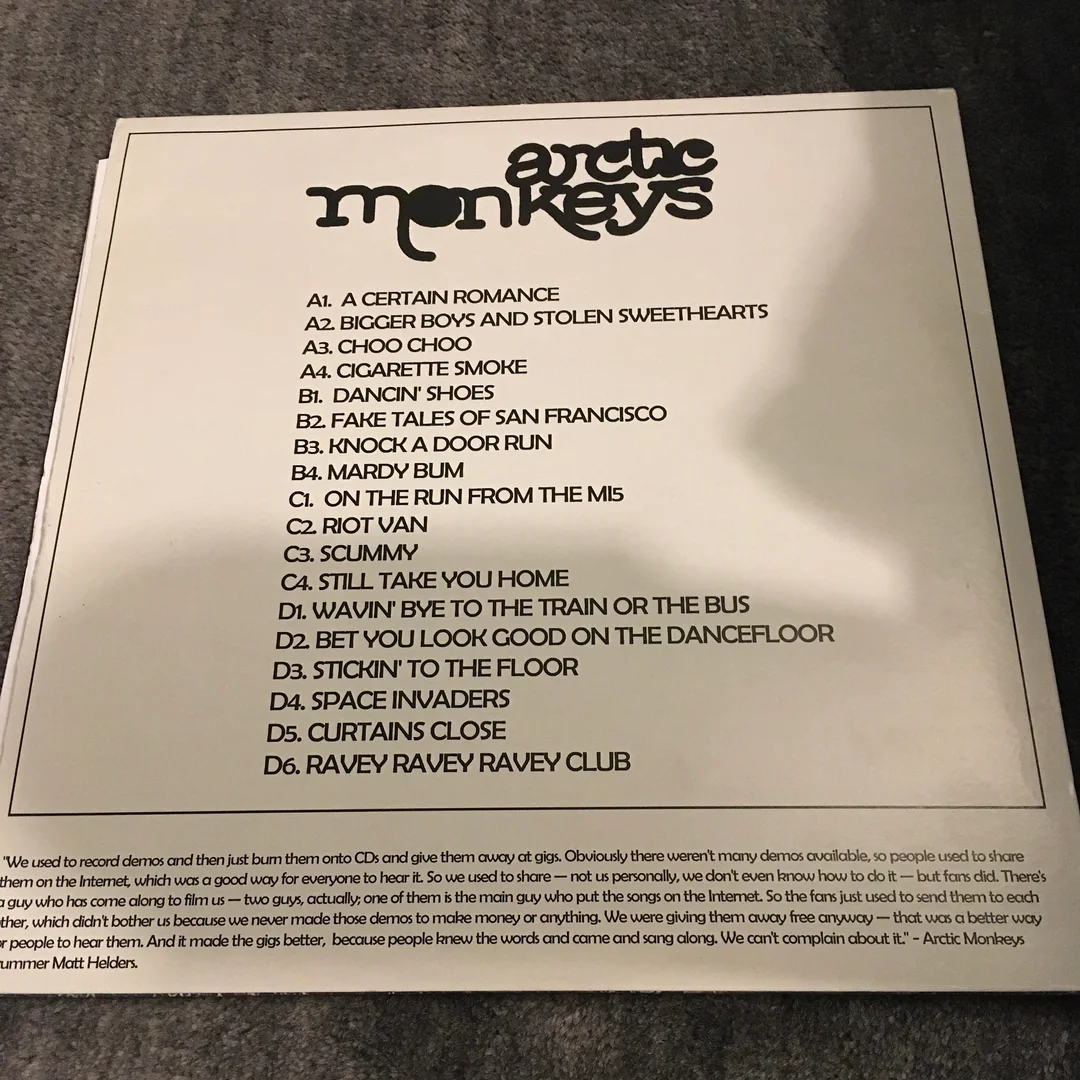 arctic
monkeys
A1. A CERTAIN ROMANCE
A2. BIGGER BOYS AND STOLEN SWEETHEARTS
A3. CHOO CHOO
A4. CIGARETTE SMOKE
B1. DANCIN' SHOES
B2. FAKE TALES OF SAN FRANCISCO
B3. KNOCK A DOOR RUN
B4. MARDY BUM
C1. ON THE RUN FROM THE MI5
C2. RIOT VAN
C3. SCUMMY
C4. STILL TAKE YOU HOME
D1. WAVIN' BYE TO THE TRAIN OR THE BUS
D2. BET YOU LOOK GOOD ON THE DANCEFLOOR
D3. STICKIN' TO THE FLOOR
D4. SPACE INVADERS
D5. CURTAINS CLOSE
D6. RAVEY RAVEY RAVEY CLUB
"We used to record demos and then just burn them onto CDs and give them away at gigs. Obviously there weren't many demos available, so people used to share
them on the Internet, which was a good way for everyone to hear it. So we used to share — not us personally, we don't even know how to do it — but fans did. There's
a guy who has come along to film us — two guys, actually; one of them is the main guy who put the songs on the Internet. So the fans just used to send them to each
ther, which didn't bother us because we never made those demos to make money or anything. We were giving them away free anyway — that was a better way
r people to hear them. And it made the gigs better, because people knew the words and came and sang along. We can't complain about it." - Arctic Monkeys
ummer Matt Helders.